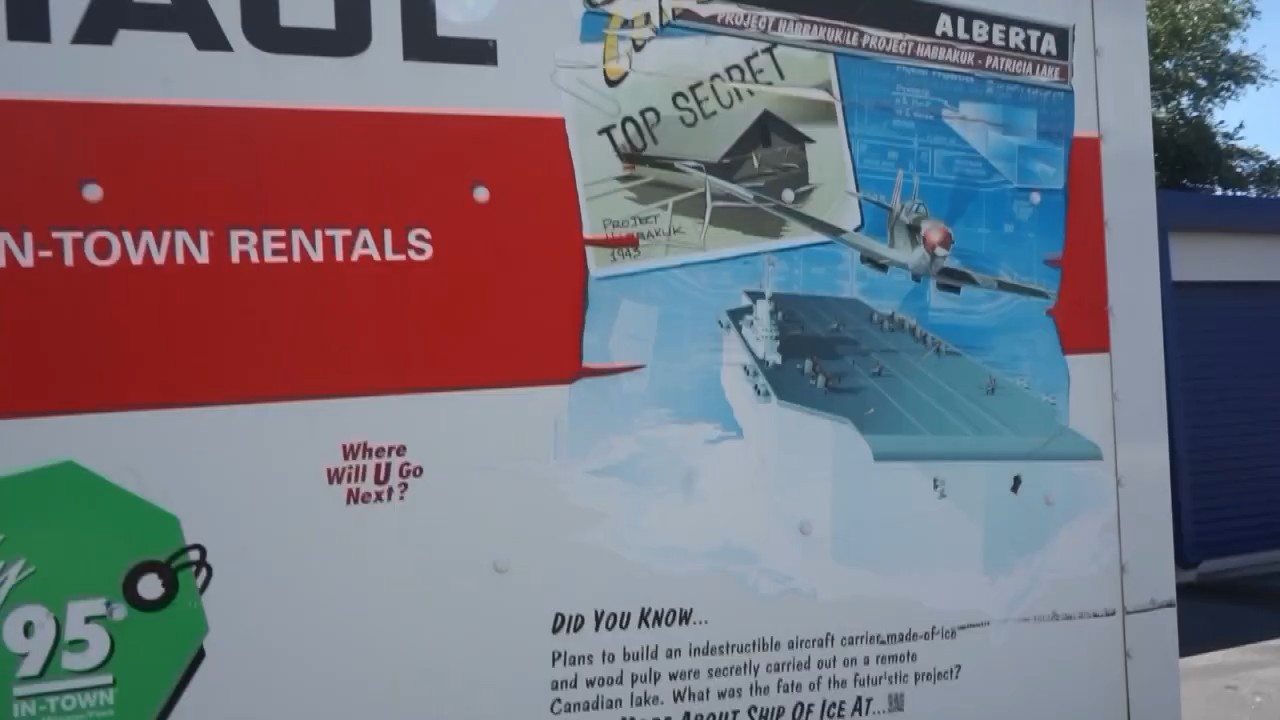 ALBERTA
PROJECT HABBAKUK/LE PROJECT HABBAKUK - PATRICIA LAKE
TOP SECRET
PROJECT
HABBAKUK
1943
N-TOWN RENTALS
Where
Will U Go
Next?
95
IN-TOWN
DID YOU KNOW...
Plans to build an indestructible aircraft carrier made-of-ice
and wood pulp were secretly carried out on a remote
Canadian lake. What was the fate of the futuristic project?
ABOUT SHIP OF ICE AT...